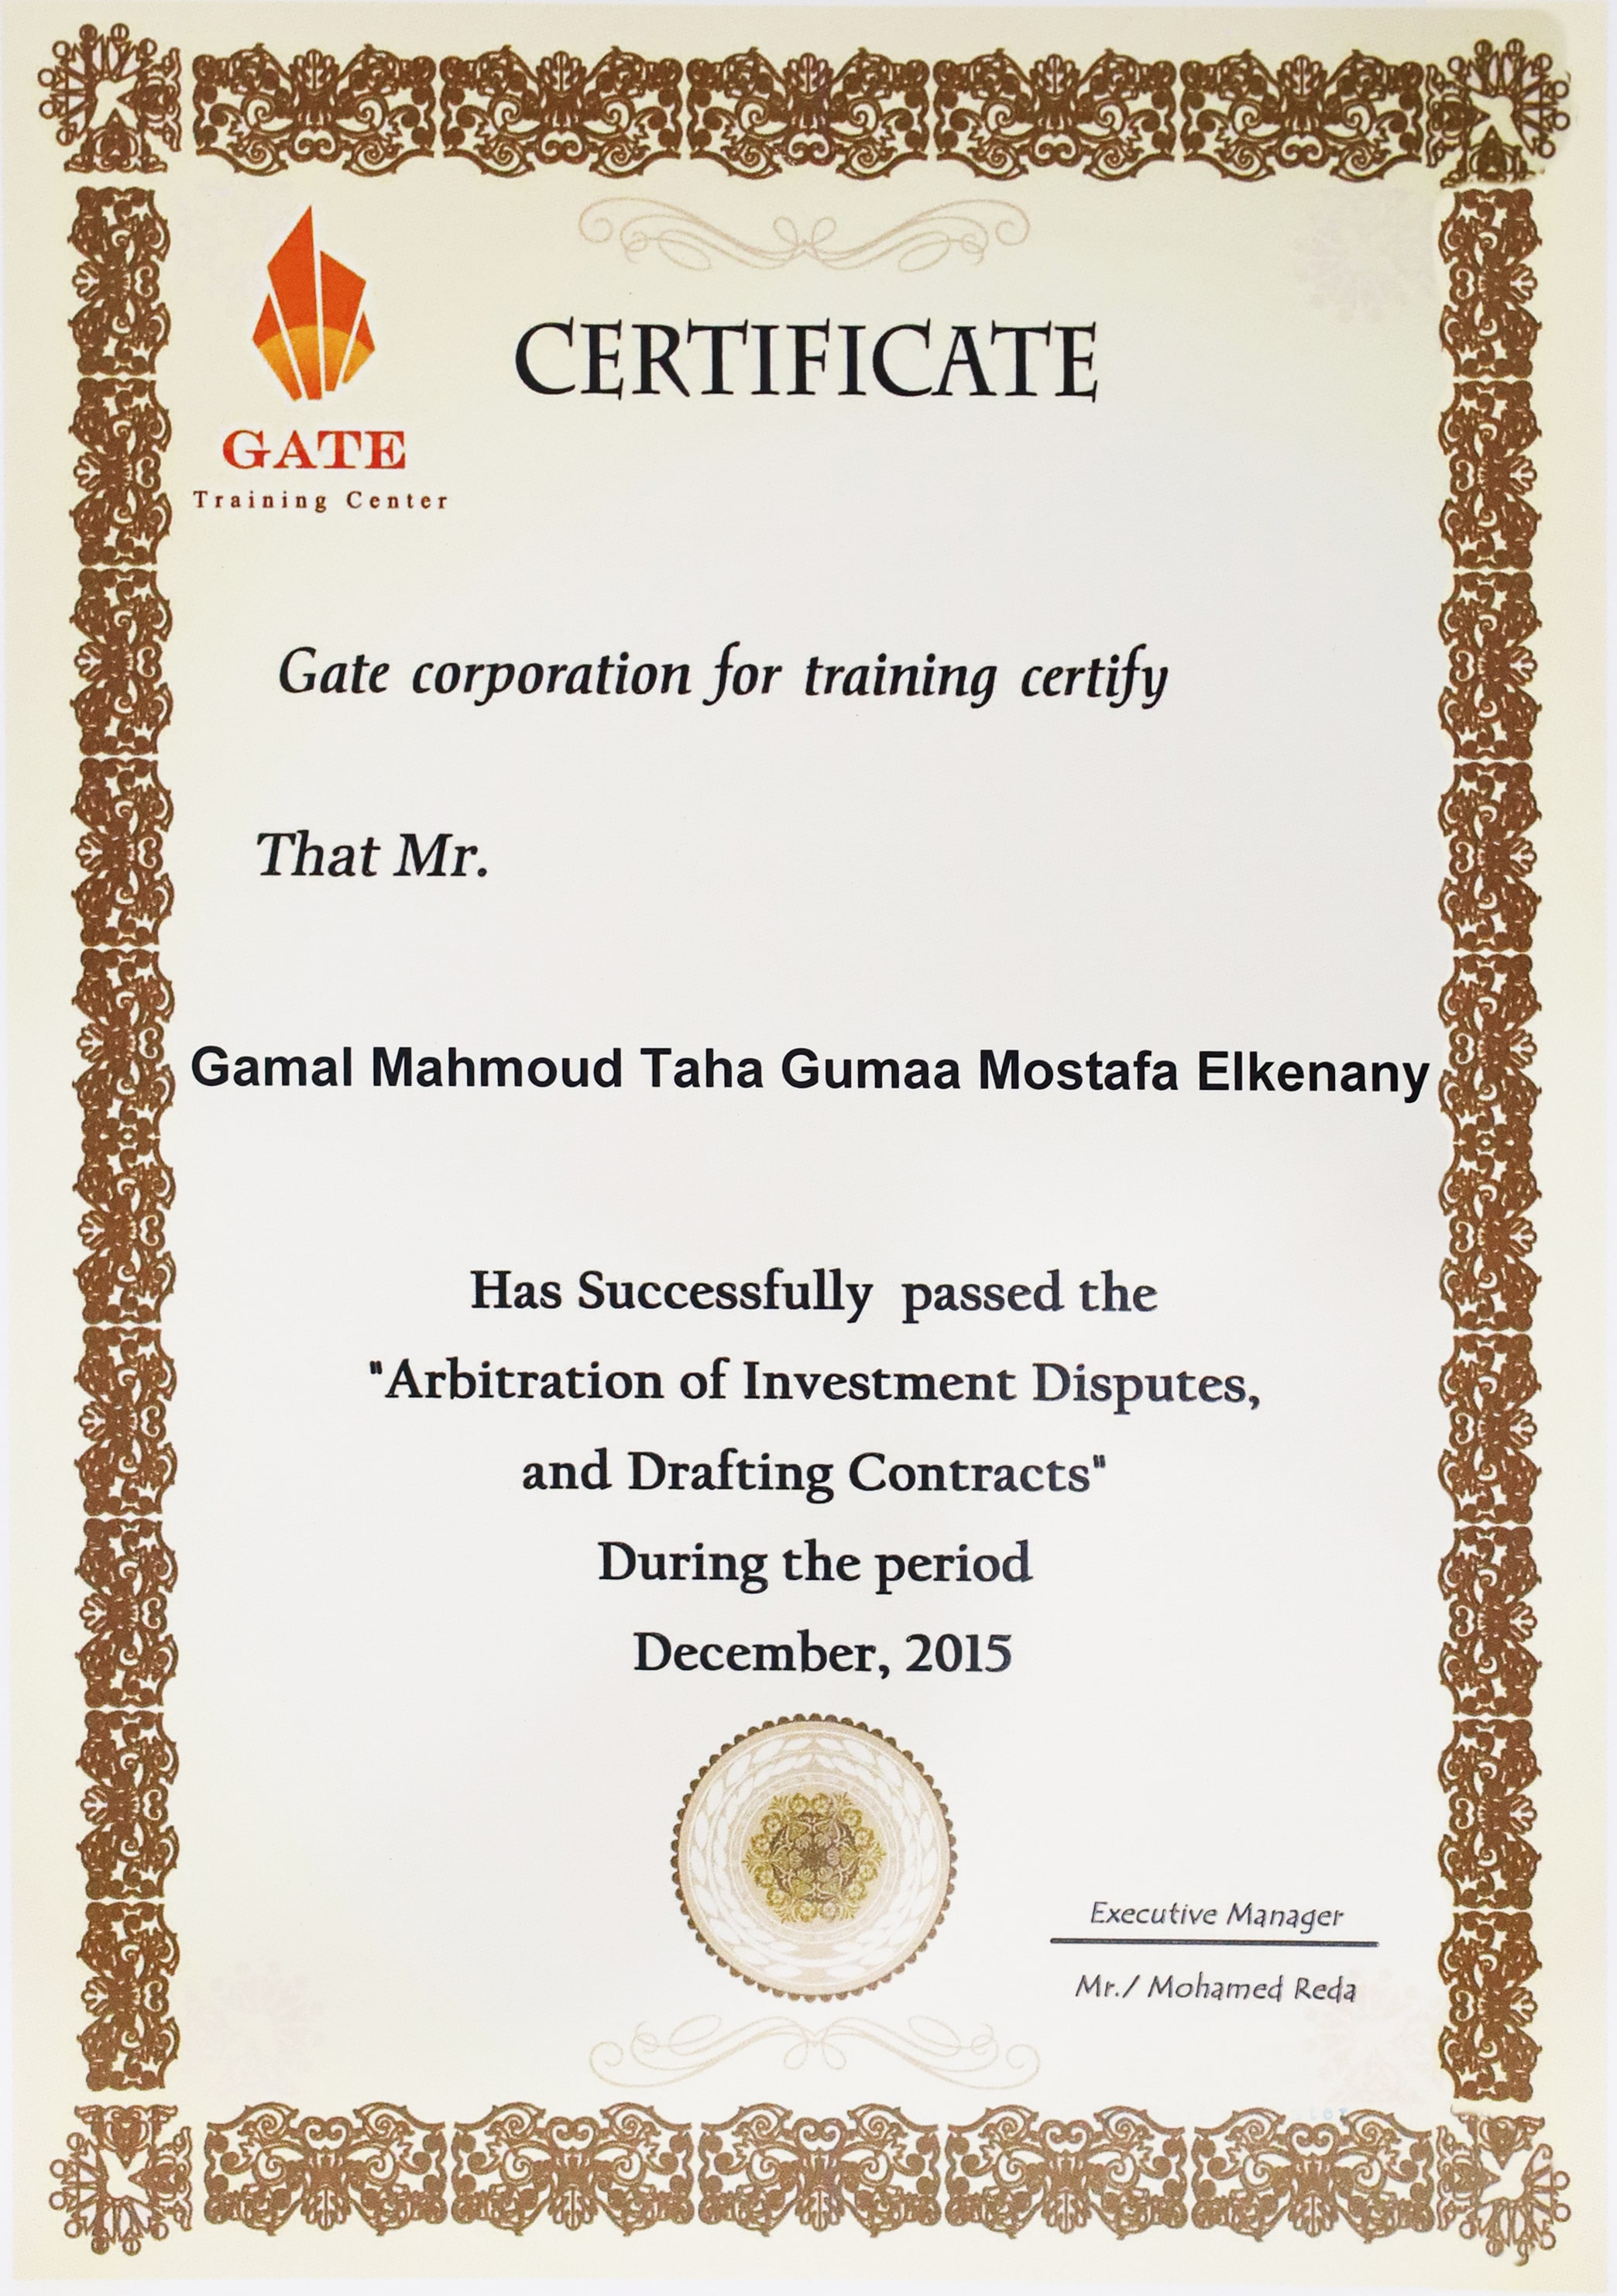 CERTIFICATE
GATE
Training Center
Gate corporation for training certify
That Mr.
Gamal Mahmoud Taha Gumaa Mostafa Elkenany
Has Successfully passed the
"Arbitration of Investment Disputes,
and Drafting Contracts"
During the period
December, 2015
Executive Manager
Mr./ Mohamed Reda